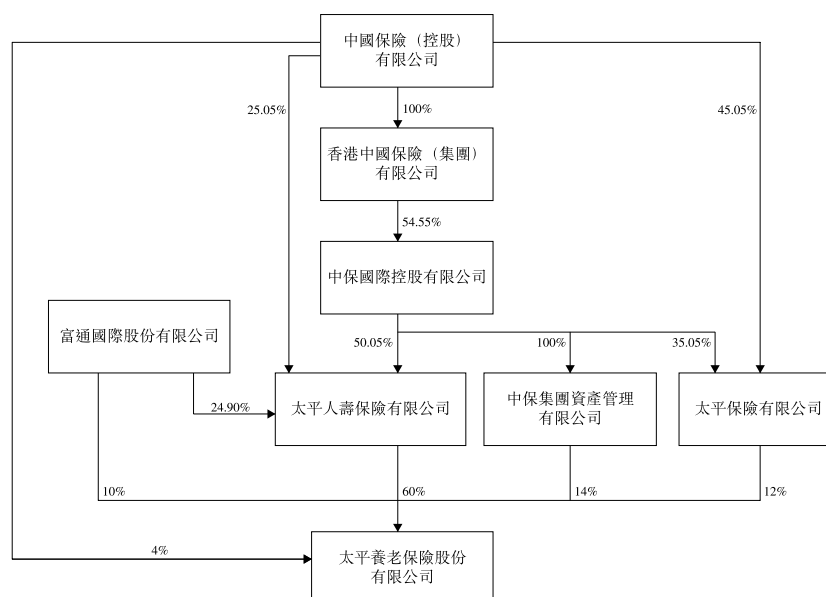 中國保險（控股）
有限公司
25.05%
100%
45.05%
香港中國保險（集團）
有限公司
54.55%
中保國際控股有限公司
富通國際股份有限公司
50.05%
100%
35.05%
太平人壽保險有限公司
中保集團資產管理
有限公司
太平保險有限公司
24.90%
10%
60%
14%
12%
4%
太平養老保險股份
有限公司